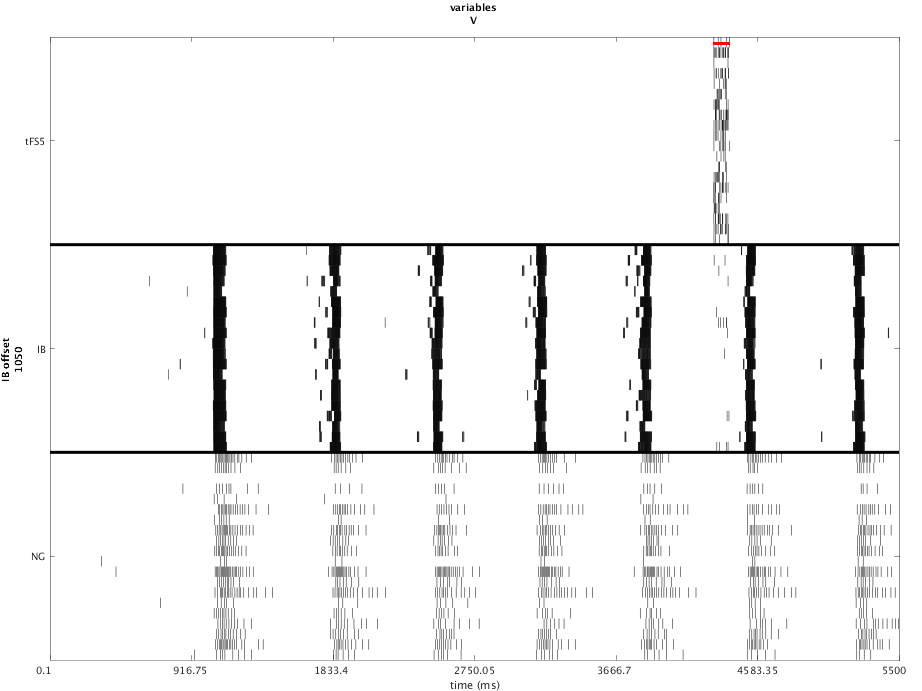 variables
V
tFS5
IB offset
1050
IB
NG
0.1 916.75 1833.4 2750.05 3666.7 4583.35 5500
time (ms)